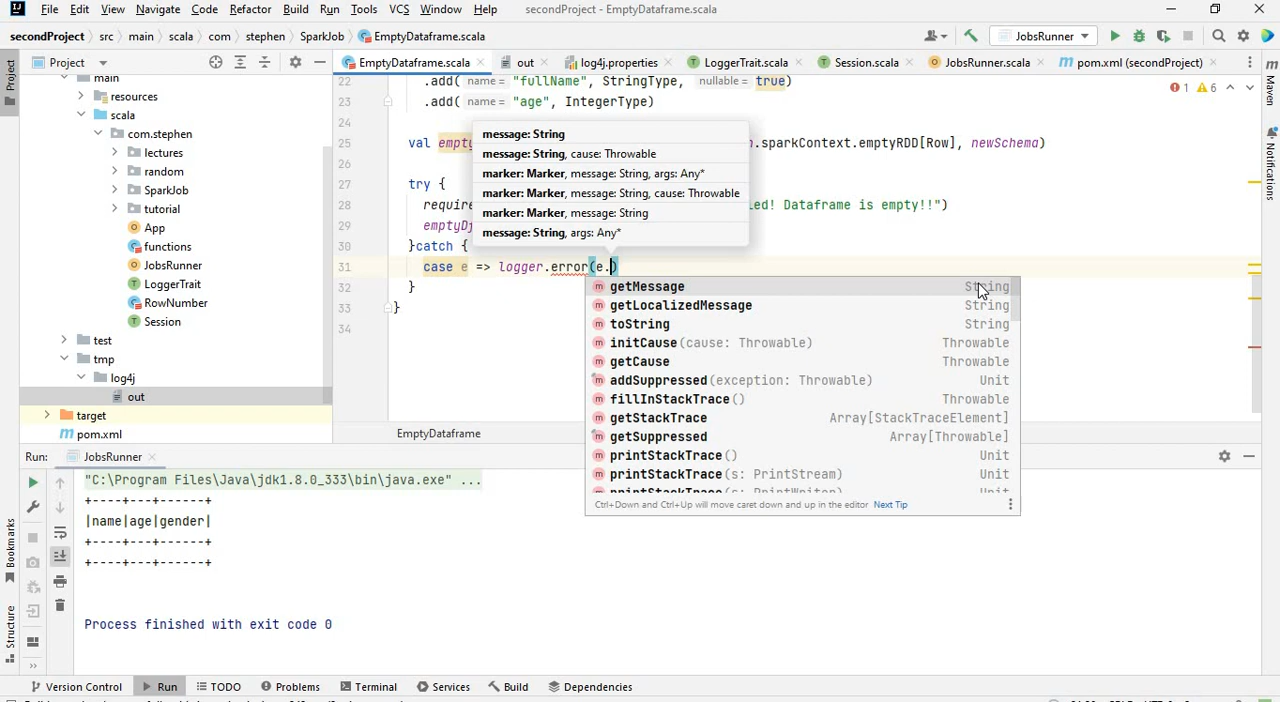 File Edit View Navigate Code Refactor Build Run Tools VCS Window Help secondProject - EmptyDataframe.scala
secondProject src main scala com stephen SparkJob EmptyDataframe.scala JobsRunner
Project EmptyDataframe.scala out log4j.properties LoggerTrait.scala Session.scala JobsRunner.scala pom.xml (secondProject)
Project
Maven
Notifications
Bookmarks
Structure
main
resources
scala
com.stephen
lectures
random
SparkJob
tutorial
App
functions
JobsRunner
LoggerTrait
RowNumber
Session
test
tmp
log4j
out
target
pom.xml
1 6
22 .add( name = "fullName", StringType, nullable = true)
23 .add( name = "age", IntegerType)
24
25 val .sparkContext.emptyRDD[Row], newSchema)
26
27 try {
28 led! Dataframe is empty!!")
29
30 }catch {
31 case e => logger.error(e.)
32 }
33 }
34
message: String
message: String, cause: Throwable
marker: Marker, message: String, args: Any*
marker: Marker, message: String, cause: Throwable
marker: Marker, message: String
message: String, args: Any*
getMessage String
getLocalizedMessage String
toString String
initCause(cause: Throwable) Throwable
getCause Throwable
addSuppressed(exception: Throwable) Unit
fillInStackTrace() Throwable
getStackTrace Array[StackTraceElement]
getSuppressed Array[Throwable]
printStackTrace() Unit
printStackTrace(s: PrintStream) Unit
Ctrl+Down and Ctrl+Up will move caret down and up in the editor Next Tip
EmptyDataframe
Run: JobsRunner
"C:\Program Files\Java\jdk1.8.0_333\bin\java.exe" ...
+----+---+------+
|name|age|gender|
+----+---+------+
+----+---+------+
Process finished with exit code 0
Version Control Run TODO Problems Terminal Services Build Dependencies